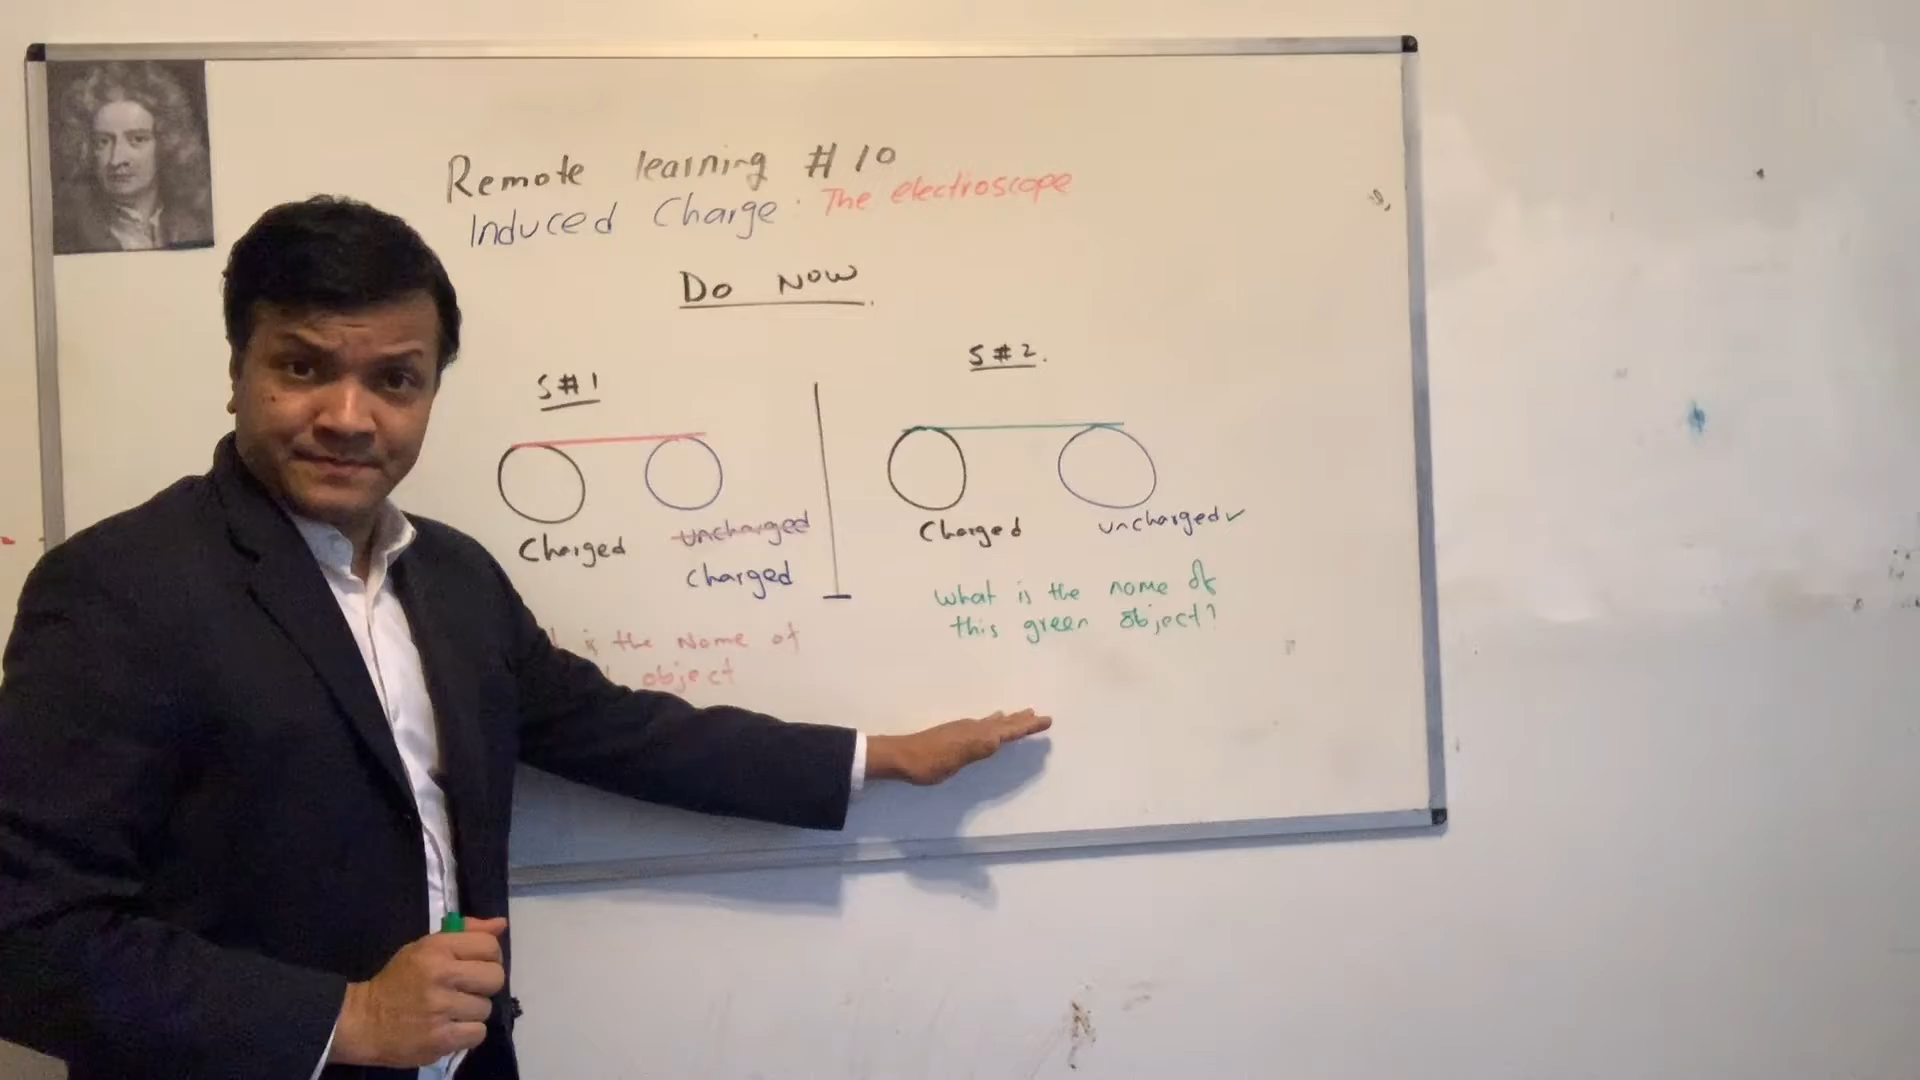 Remote learning #10
Induced Charge: The electroscope
Do Now
S#1
Charged
uncharged
charged
is the Name of
object
S#2.
Charged
uncharged✓
What is the name of
this green object?